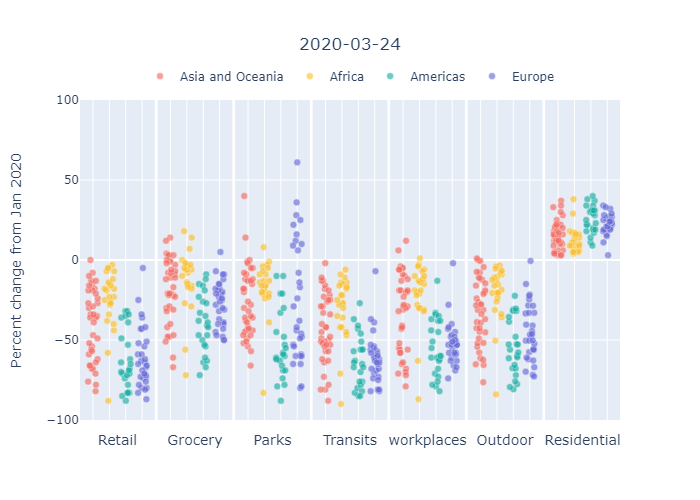 2020-03-24
Asia and Oceania Africa Americas Europe
Percent change from Jan 2020
100
50
0
−50
−100
Retail Grocery Parks Transits workplaces Outdoor Residential